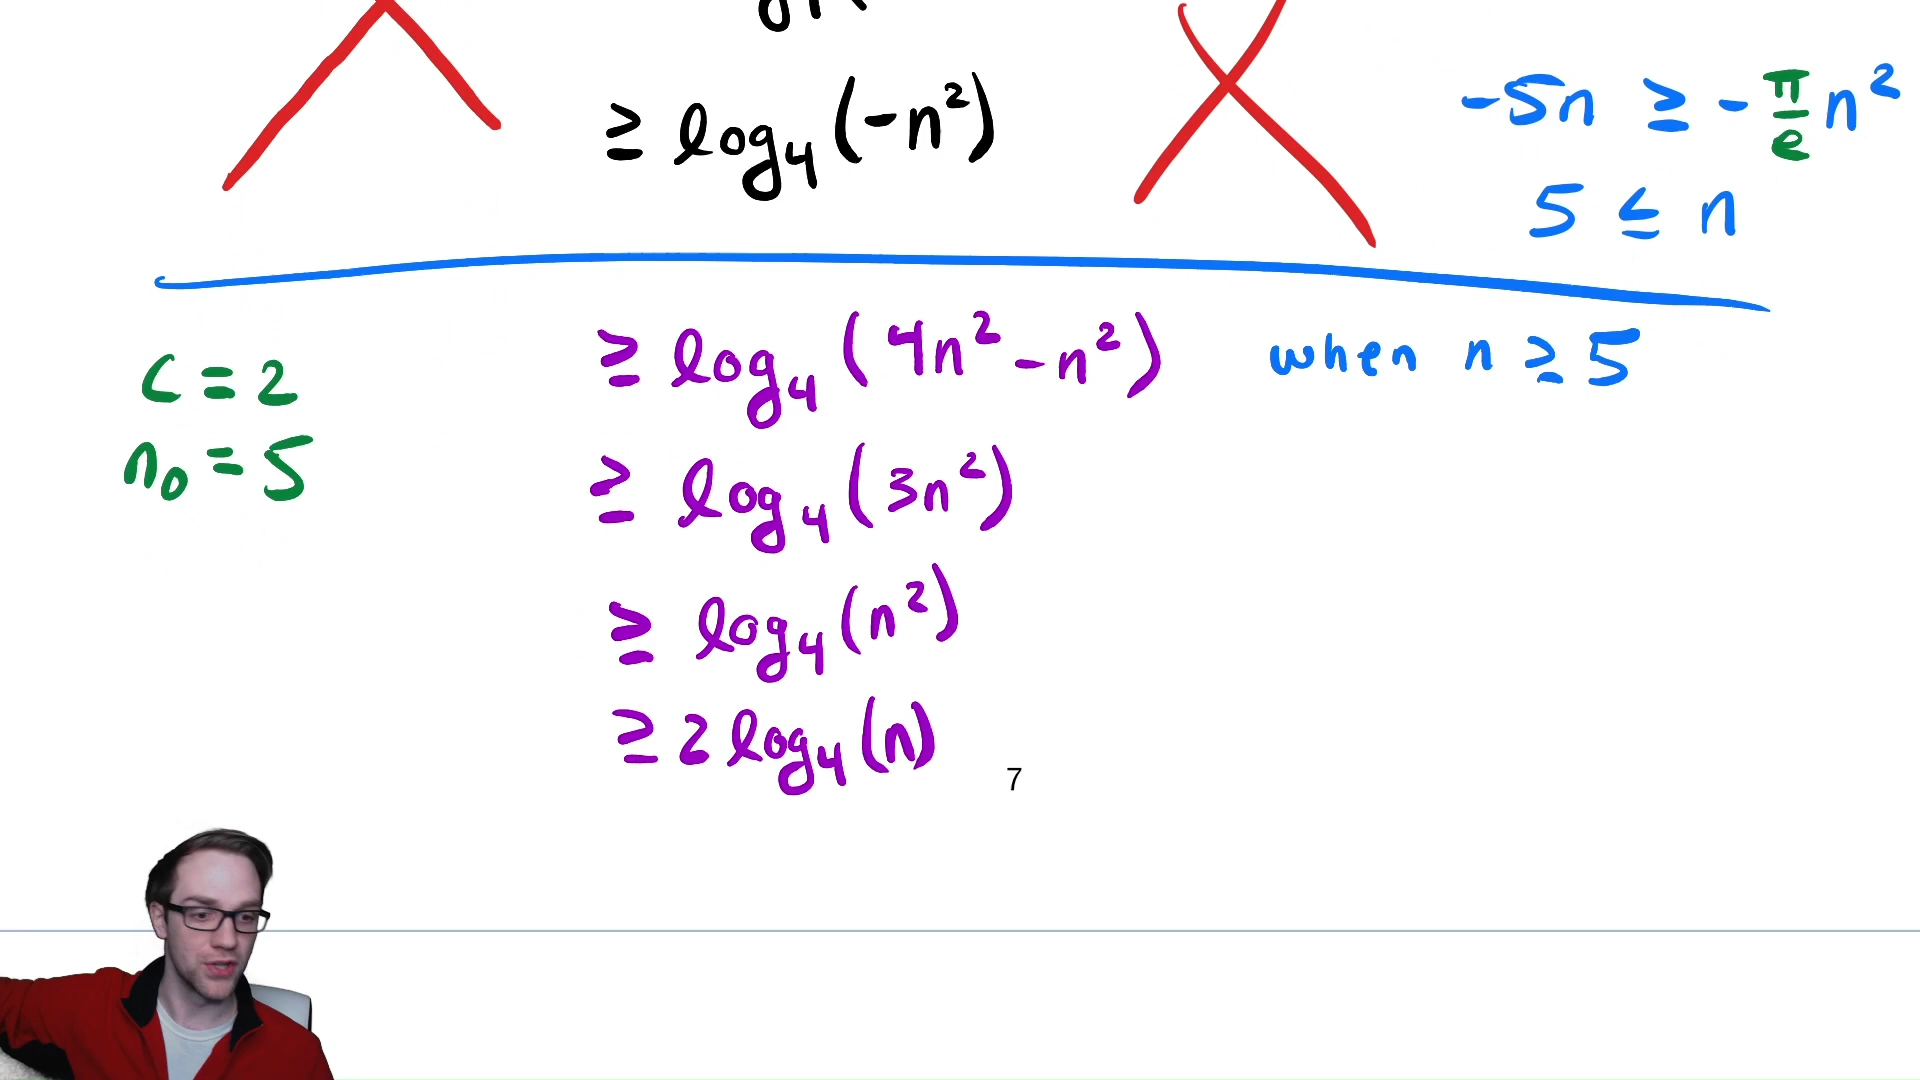 ≥ log₄(-n²)
-5n ≥ -π/e n²
5 ≤ n
≥ log₄(4n² - n²) when n ≥ 5
c = 2
≥ log₄(3n²)
n₀ = 5
≥ log₄(n²)
≥ 2 log₄(n)
7